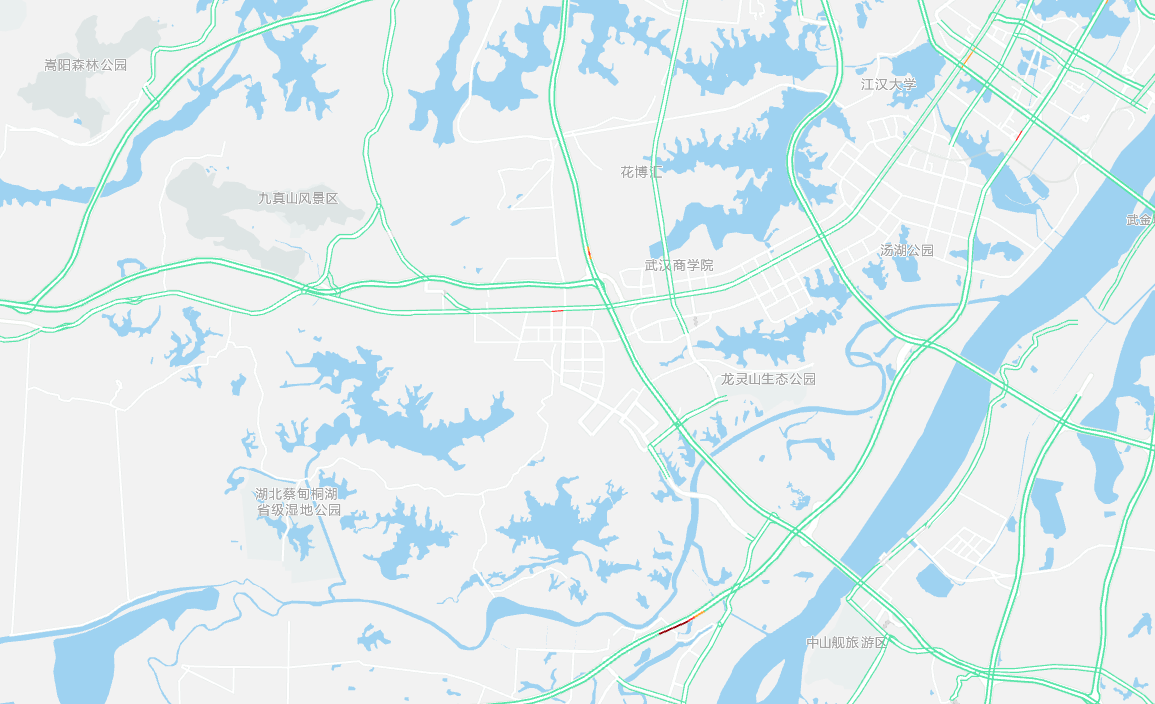 嵩阳森林公园
江汉大学
花博汇
九真山风景区
武金
汤湖公园
武汉商学院
龙灵山生态公园
湖北蔡甸桐湖
省级湿地公园
中山舰旅游区